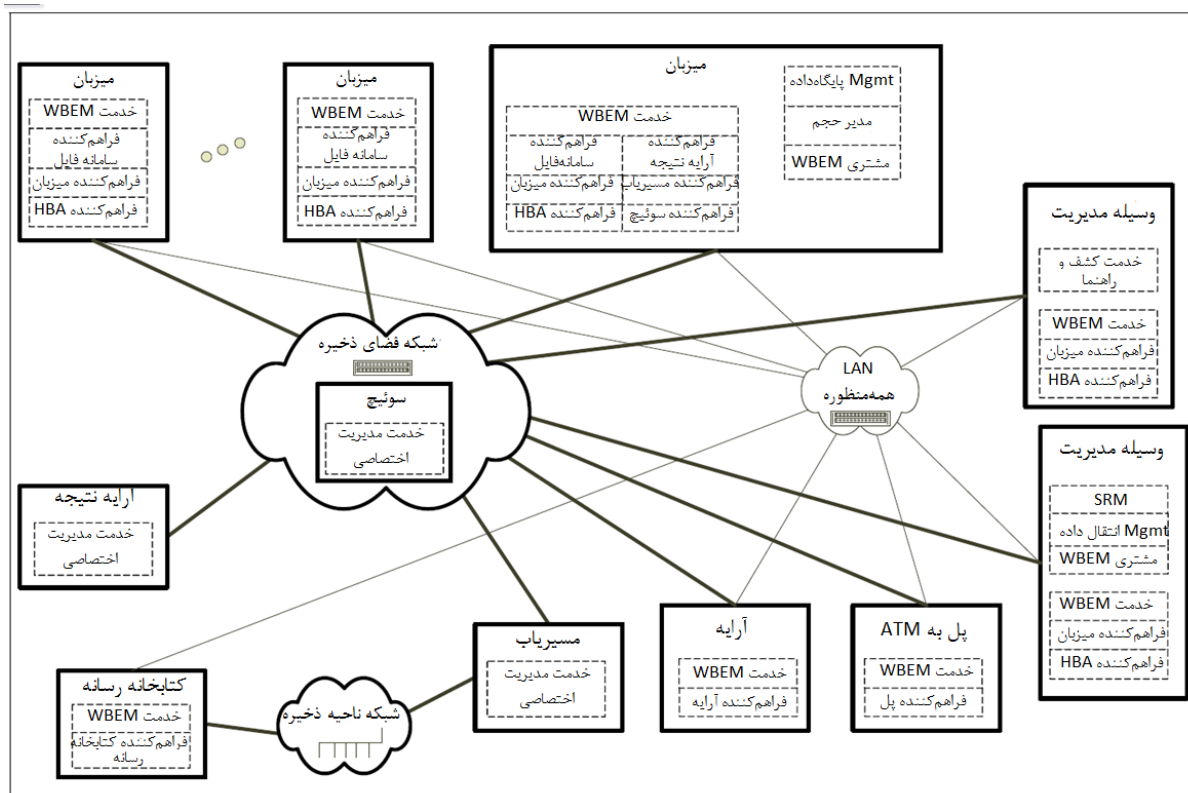 میزبان
خدمت WBEM
فراهم‌کننده
سامانه فایل
فراهم‌کننده میزبان
فراهم‌کننده HBA
میزبان
خدمت WBEM
فراهم‌کننده
سامانه فایل
فراهم‌کننده میزبان
فراهم‌کننده HBA
میزبان
خدمت WBEM
فراهم‌کننده
آرایه نتیجه
فراهم‌کننده
سامانه‌فایل
فراهم‌کننده مسیریاب
فراهم‌کننده میزبان
فراهم‌کننده سوئیچ
فراهم‌کننده HBA
Mgmt پایگاه‌داده
مدیر حجم
مشتری WBEM
وسیله مدیریت
خدمت کشف و
راهنما
خدمت WBEM
فراهم‌کننده میزبان
فراهم‌کننده HBA
شبکه فضای ذخیره
سوئیچ
خدمت مدیریت
اختصاصی
LAN
همه‌منظوره
وسیله مدیریت
SRM
Mgmt انتقال داده
مشتری WBEM
خدمت WBEM
فراهم‌کننده میزبان
فراهم‌کننده HBA
ارایه نتیجه
خدمت مدیریت
اختصاصی
پل به ATM
خدمت WBEM
فراهم‌کننده پل
آرایه
خدمت WBEM
فراهم‌کننده آرایه
مسیریاب
خدمت مدیریت
اختصاصی
شبکه ناحیه ذخیره
کتابخانه رسانه
خدمت WBEM
فراهم‌کننده کتابخانه
رسانه